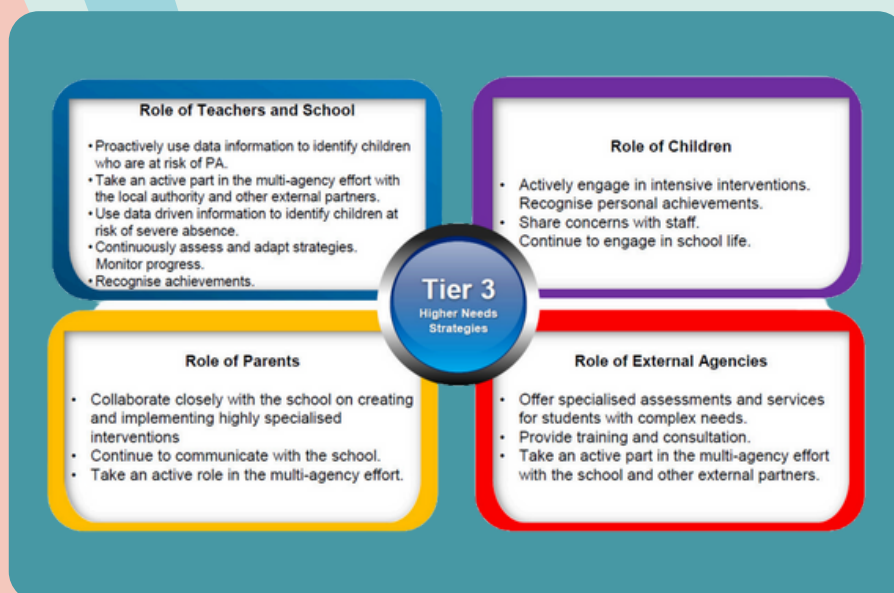 Role of Teachers and School
• Proactively use data information to identify children
who are at risk of PA.
• Take an active part in the multi-agency effort with
the local authority and other external partners.
• Use data driven information to identify children at
risk of severe absence.
• Continuously assess and adapt strategies.
Monitor progress.
• Recognise achievements.
Role of Children
• Actively engage in intensive interventions.
Recognise personal achievements.
• Share concerns with staff.
Continue to engage in school life.
Tier 3
Higher Needs
Strategies
Role of Parents
• Collaborate closely with the school on creating
and implementing highly specialised
interventions
• Continue to communicate with the school.
• Take an active role in the multi-agency effort.
Role of External Agencies
• Offer specialised assessments and services
for students with complex needs.
• Provide training and consultation.
• Take an active part in the multi-agency effort
with the school and other external partners.